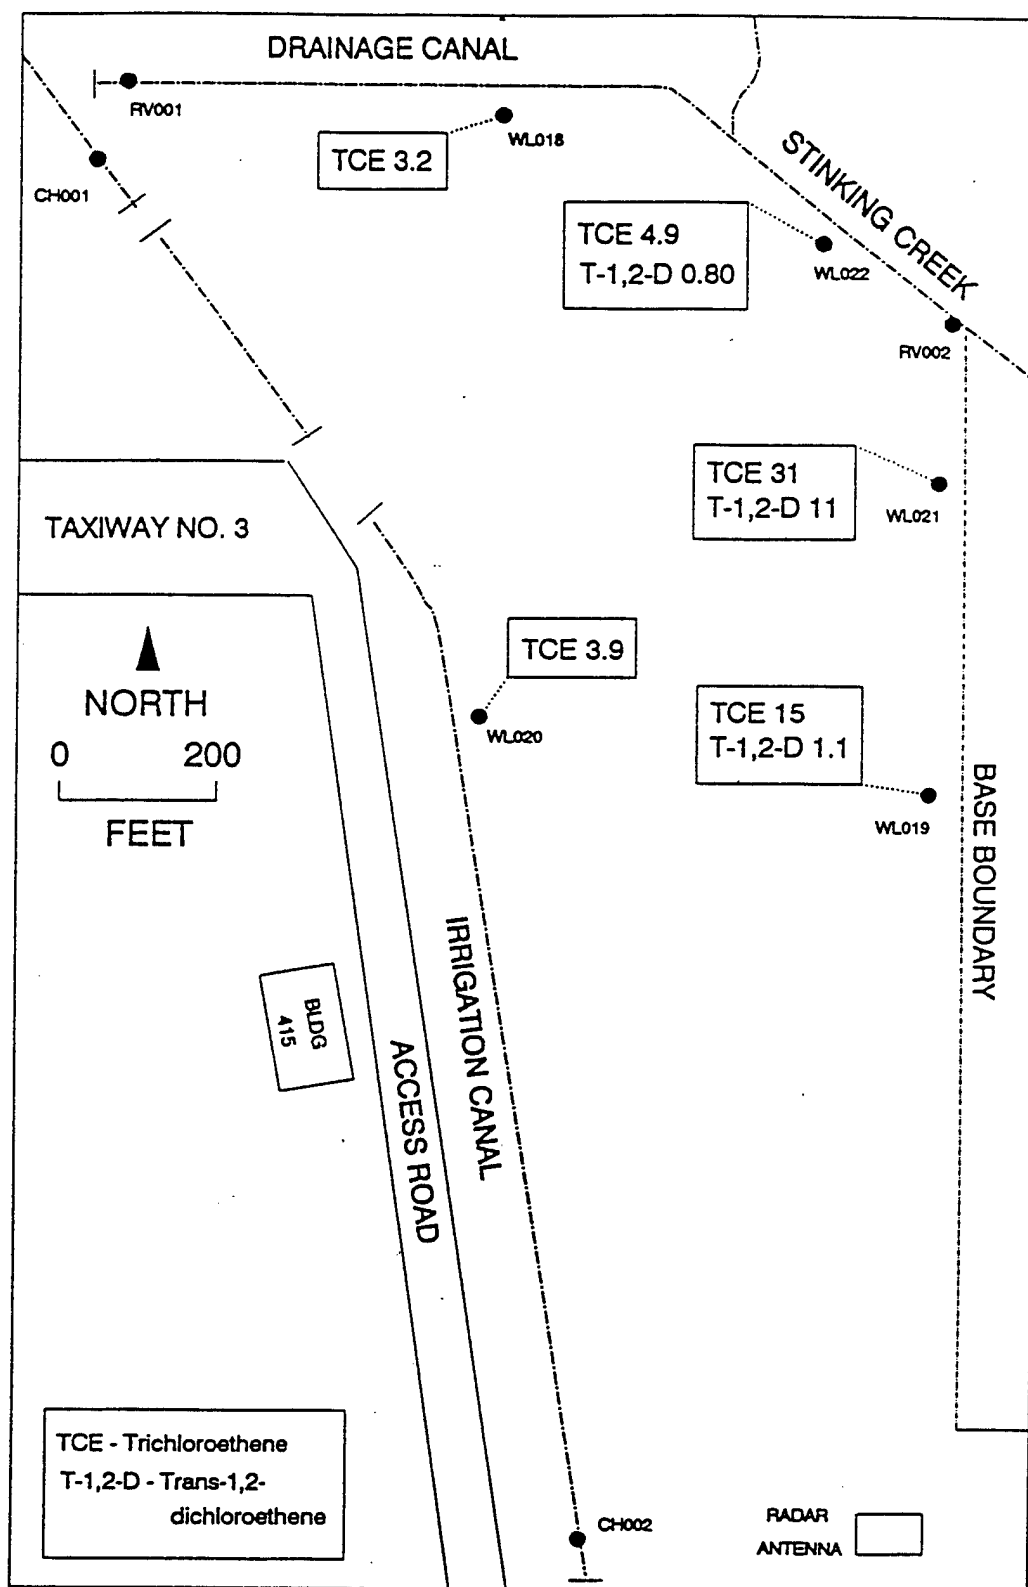 DRAINAGE CANAL
RV001
WL018
TCE 3.2
CH001
STINKING CREEK
TCE 4.9
T-1,2-D 0.80
WL022
RV002
TCE 31
T-1,2-D 11
WL021
TAXIWAY NO. 3
NORTH
0 200
FEET
TCE 3.9
WL020
TCE 15
T-1,2-D 1.1
WL019
BASE BOUNDARY
IRRIGATION CANAL
BLDG
415
ACCESS ROAD
TCE - Trichloroethene
T-1,2-D - Trans-1,2-
dichloroethene
CH002
RADAR
ANTENNA